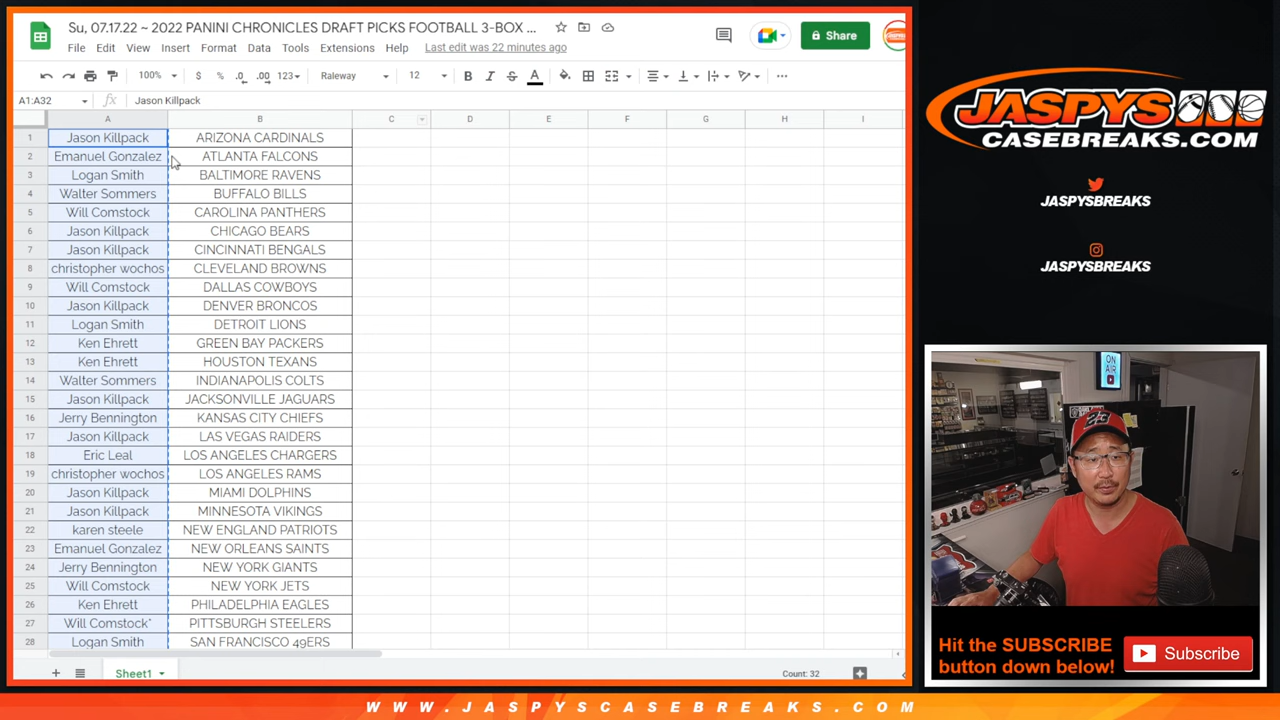 Su, 07.17.22 ~ 2022 PANINI CHRONICLES DRAFT PICKS FOOTBALL 3-BOX ...
File Edit View Insert Format Data Tools Extensions Help Last edit was 22 minutes ago
Share
100% $ % .0 .00 123 Raleway 12 B I S A
A1:A32 fx Jason Killpack
A B C D E F G H I
1 Jason Killpack ARIZONA CARDINALS
2 Emanuel Gonzalez ATLANTA FALCONS
3 Logan Smith BALTIMORE RAVENS
4 Walter Sommers BUFFALO BILLS
5 Will Comstock CAROLINA PANTHERS
6 Jason Killpack CHICAGO BEARS
7 Jason Killpack CINCINNATI BENGALS
8 christopher wochos CLEVELAND BROWNS
9 Will Comstock DALLAS COWBOYS
10 Jason Killpack DENVER BRONCOS
11 Logan Smith DETROIT LIONS
12 Ken Ehrett GREEN BAY PACKERS
13 Ken Ehrett HOUSTON TEXANS
14 Walter Sommers INDIANAPOLIS COLTS
15 Jason Killpack JACKSONVILLE JAGUARS
16 Jerry Bennington KANSAS CITY CHIEFS
17 Jason Killpack LAS VEGAS RAIDERS
18 Eric Leal LOS ANGELES CHARGERS
19 christopher wochos LOS ANGELES RAMS
20 Jason Killpack MIAMI DOLPHINS
21 Jason Killpack MINNESOTA VIKINGS
22 karen steele NEW ENGLAND PATRIOTS
23 Emanuel Gonzalez NEW ORLEANS SAINTS
24 Jerry Bennington NEW YORK GIANTS
25 Will Comstock NEW YORK JETS
26 Ken Ehrett PHILADELPHIA EAGLES
27 Will Comstock* PITTSBURGH STEELERS
28 Logan Smith SAN FRANCISCO 49ERS
Sheet1
Count: 32
JASPYS
CASEBREAKS.COM
JASPYSBREAKS
JASPYSBREAKS
ON
AIR
23
Hit the SUBSCRIBE
button down below!
Subscribe
WWW.JASPYSCASEBREAKS.COM